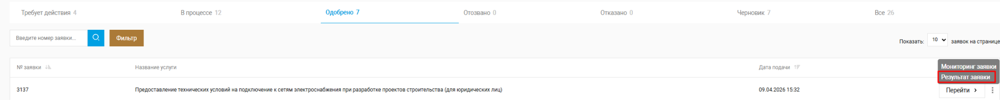 Требует действия 4 В процессе 12 Одобрено 7 Отозвано 0 Отказано 0 Черновик 7 Все 26
Введите номер заявки... Фильтр
Показать: 10 заявок на странице
№ заявки Название услуги Дата подачи
Мониторинг заявки
Результат заявки
3137 Предоставление технических условий на подключение к сетям электроснабжения при разработке проектов строительства (для юридических лиц) 09.04.2026 15:32 Перейти